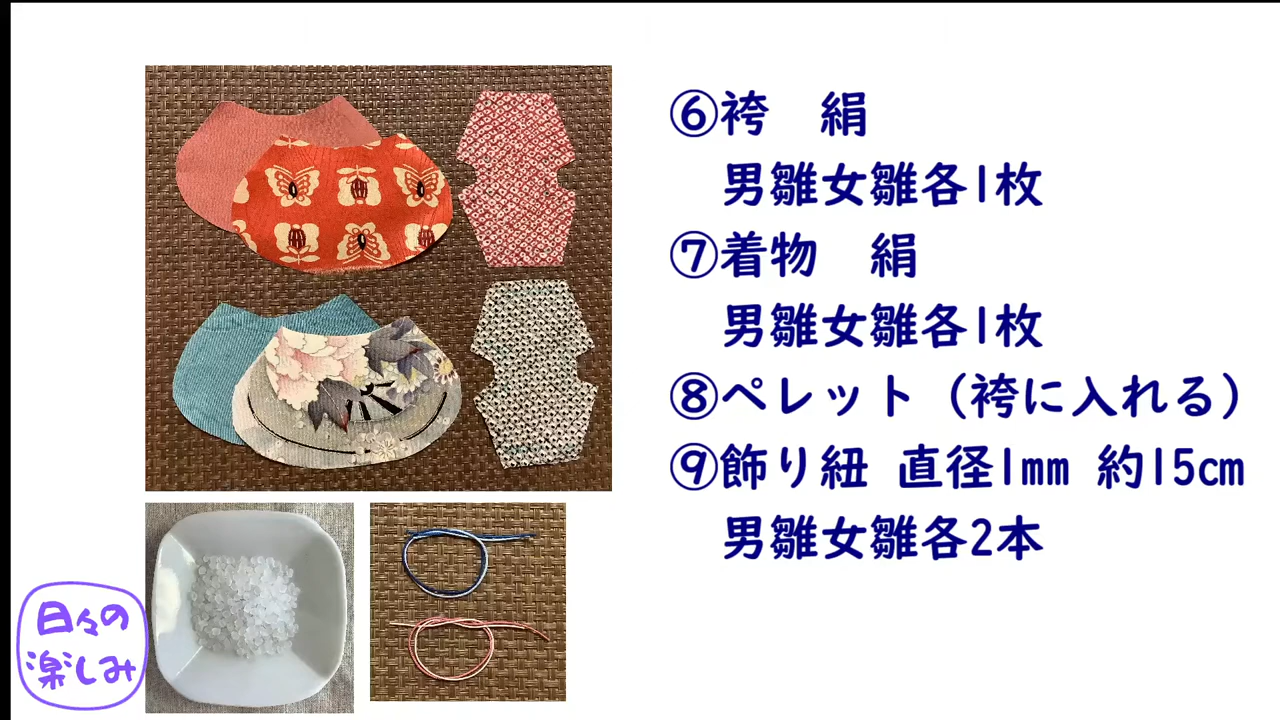 ⑥袴　絹
男雛女雛各1枚
⑦着物　絹
男雛女雛各1枚
⑧ペレット（袴に入れる）
⑨飾り紐 直径1mm 約15cm
男雛女雛各2本
日々の
楽しみ